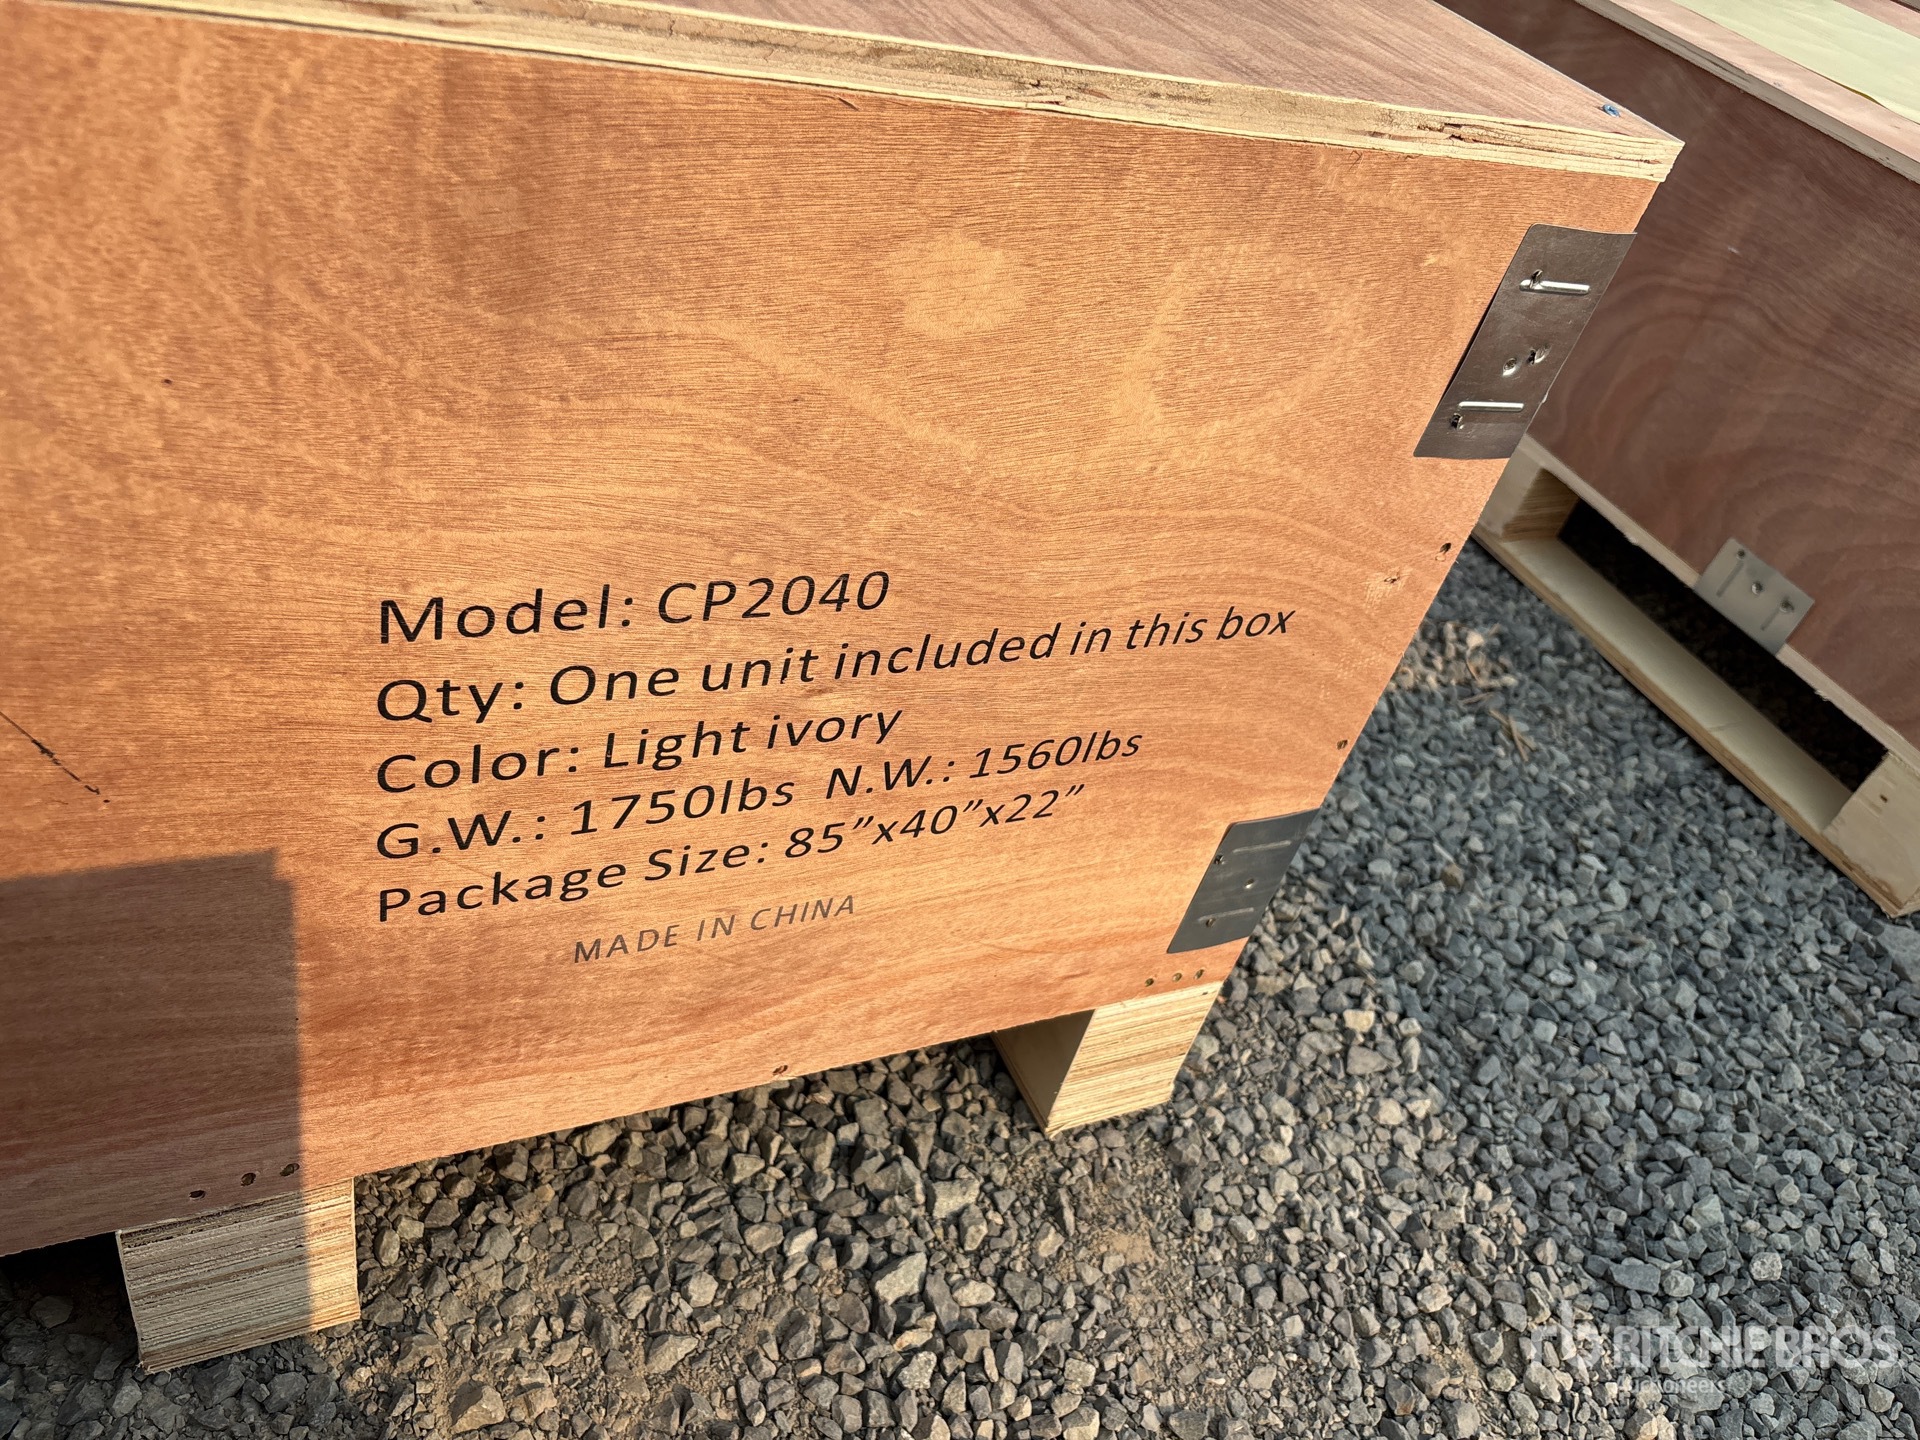 Model: CP2040
Qty: One unit included in this box
Color: Light ivory
G.W.: 1750lbs N.W.: 1560lbs
Package Size: 85”x40”x22”
MADE IN CHINA
RITCHIE BROS.
Auctioneers